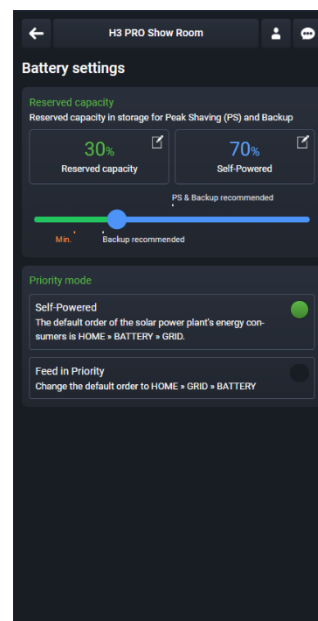 H3 PRO Show Room
Battery settings
Reserved capacity
Reserved capacity in storage for Peak Shaving (PS) and Backup
30%
70%
Reserved capacity
Self-Powered
PS & Backup recommended
Min.
Backup recommended
Priority mode
Self-Powered
The default order of the solar power plant's energy con-
sumers is HOME » BATTERY » GRID.
Feed in Priority
Change the default order to HOME » GRID » BATTERY